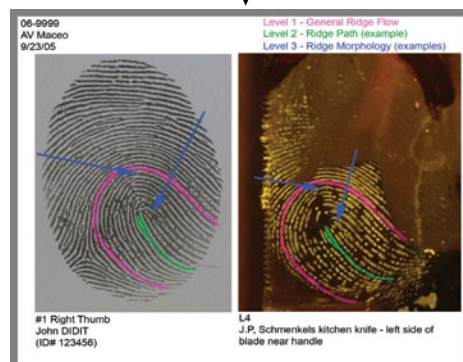 06-9999
AV Maceo
9/23/05
Level 1 - General Ridge Flow
Level 2 - Ridge Path (example)
Level 3 - Ridge Morphology (examples)
#1 Right Thumb
John DIDIT
(ID# 123456)
L4
J.P, Schmenkels kitchen knife - left side of
blade near handle